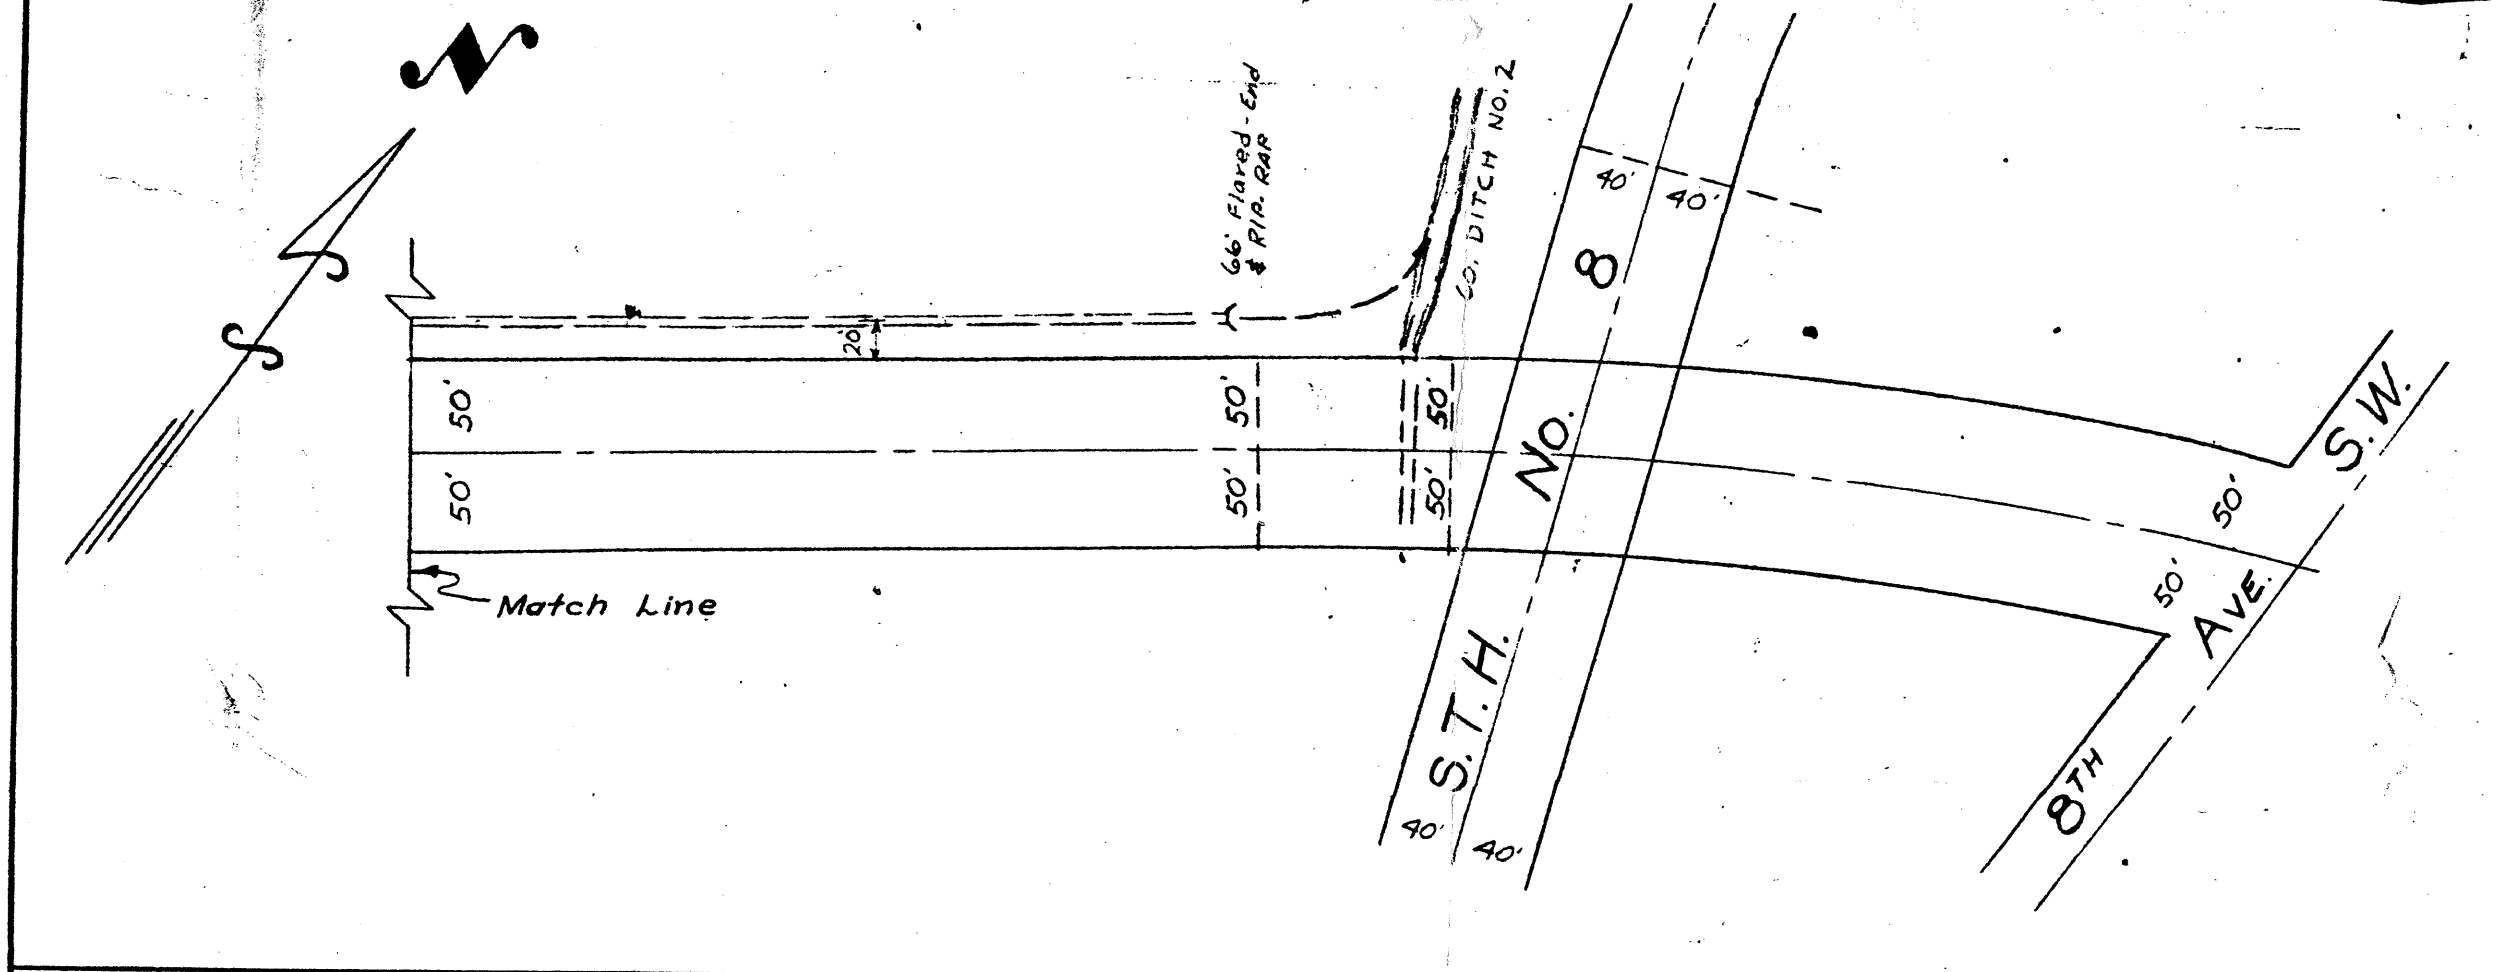 N
66" Flared-End
& RIP. RAP
CO. DITCH NO. 2
40'
40'
S.T.H. No. 8
20'
50'
50'
50'
50'
50'
50'
Match Line
50'
50'
8TH AVE. S.W.
40'
40'